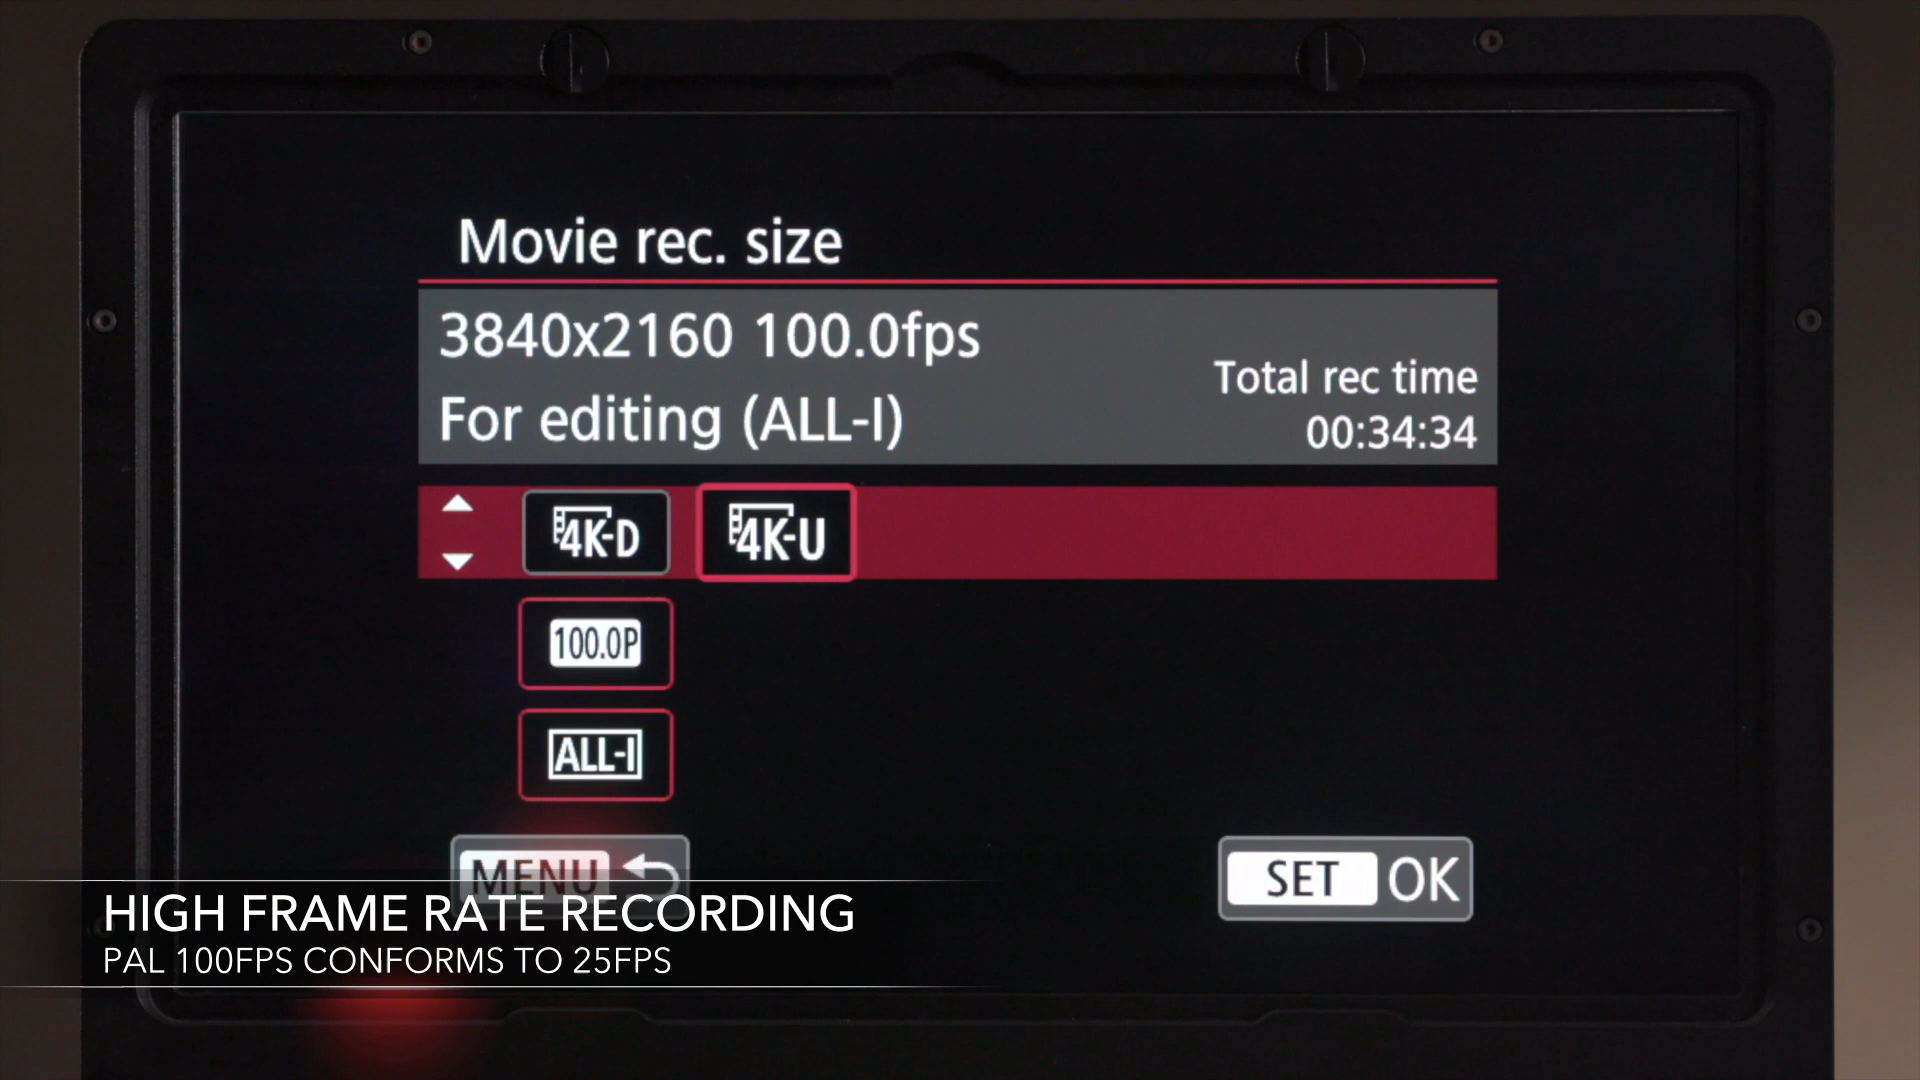 Movie rec. size
3840x2160 100.0fps
For editing (ALL-I)
Total rec time
00:34:34
4K-D 4K-U
100.0P
ALL-I
MENU
SET OK
HIGH FRAME RATE RECORDING
PAL 100FPS CONFORMS TO 25FPS